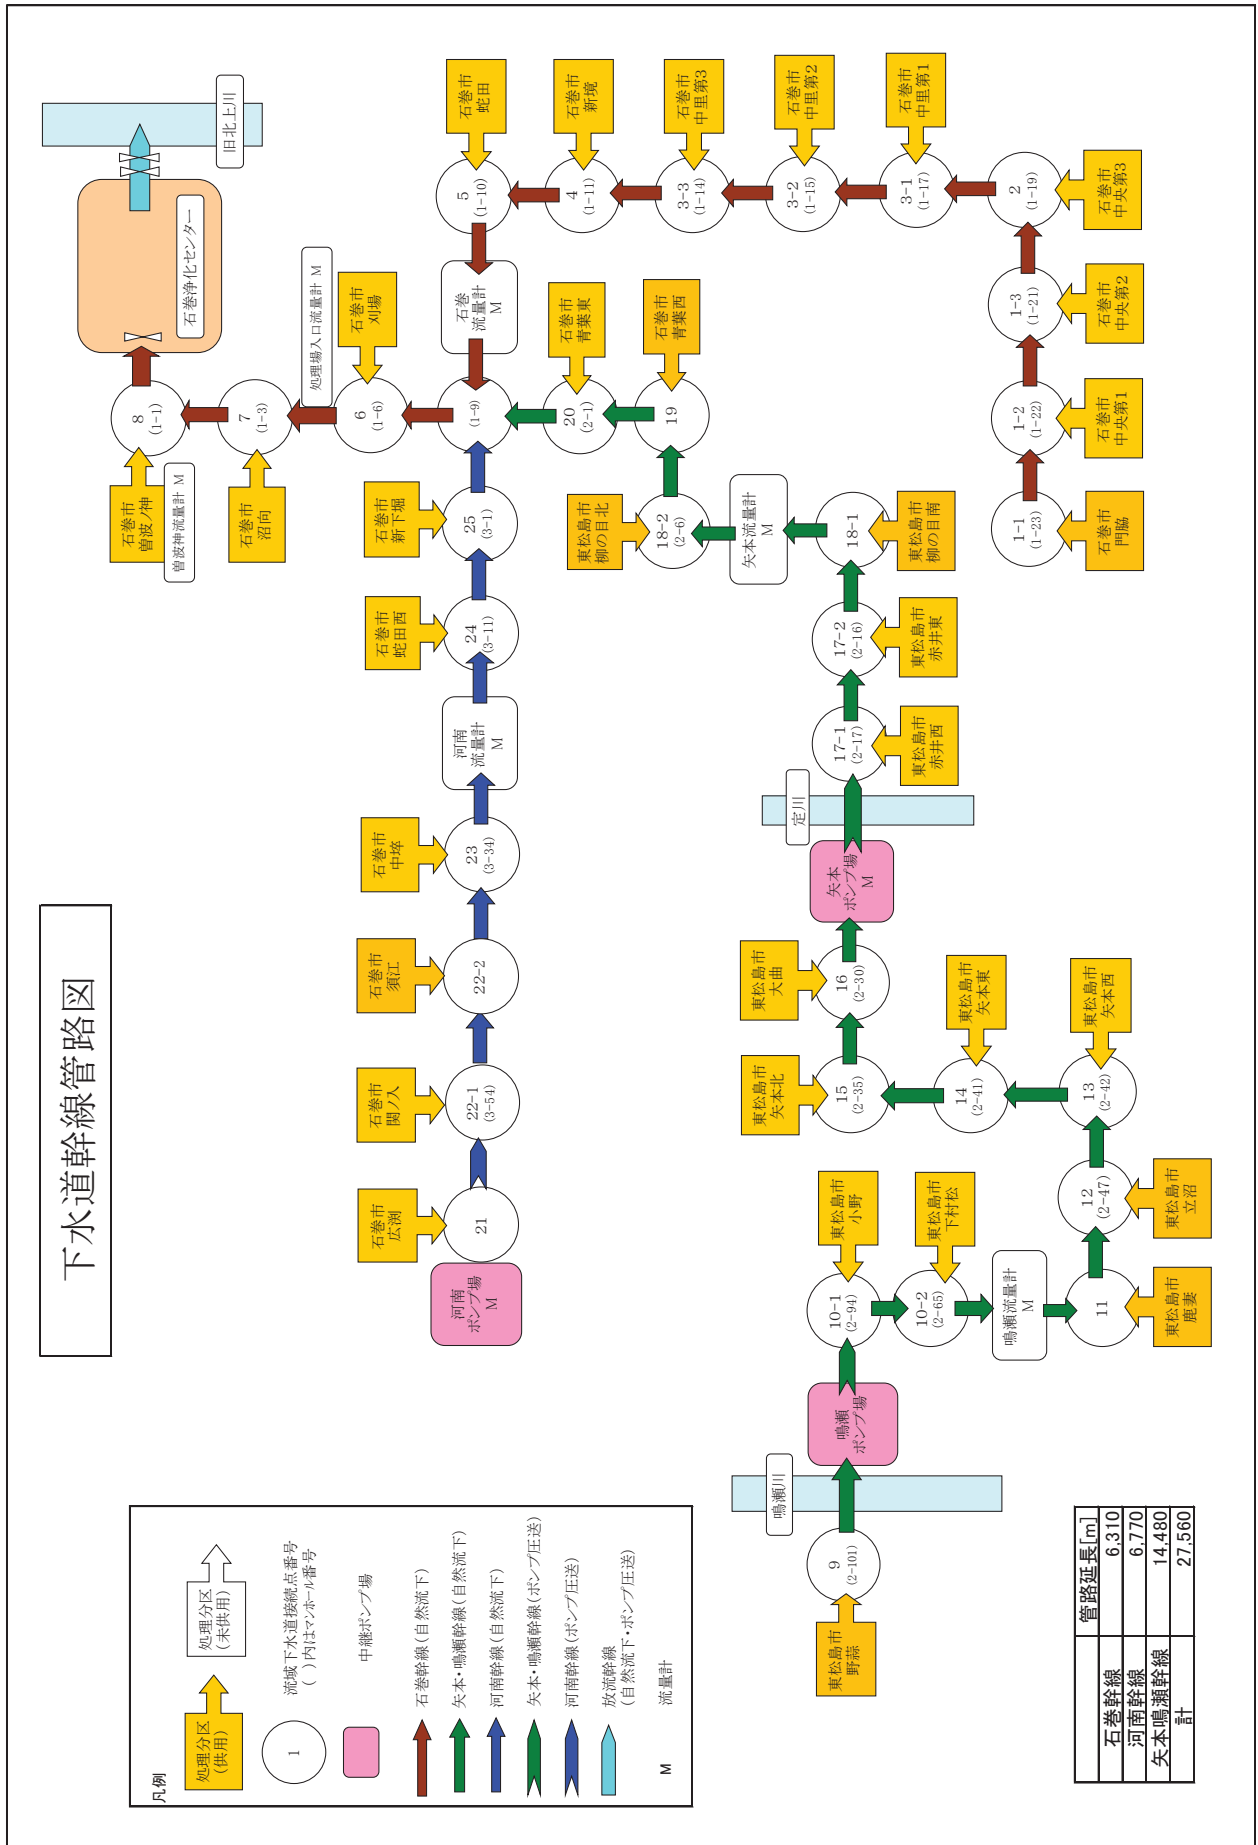 下水道幹線管路図
凡例
処理分区
(供用)
処理分区
(未供用)
1
流域下水道接続点番号
( )内はマンホール番号
中継ポンプ場
石巻幹線(自然流下)
矢本・鳴瀬幹線(自然流下)
河南幹線(自然流下)
矢本・鳴瀬幹線(ポンプ圧送)
河南幹線(ポンプ圧送)
放流幹線
(自然流下・ポンプ圧送)
M
流量計
管路延長[m]
石巻幹線 6,310
河南幹線 6,770
矢本鳴瀬幹線 14,480
計 27,560
旧北上川
石巻浄化センター
石巻市
曽波ノ神
8
(1-1)
曽波神流量計 M
石巻市
沼向
7
(1-3)
処理場入口流量計 M
石巻市
刈場
6
(1-6)
河南
ポンプ場
M
石巻市
広渕
21
石巻市
関ノ入
22-1
(3-54)
石巻市
須江
22-2
石巻市
中埣
23
(3-34)
河南
流量計
M
石巻市
蛇田西
24
(3-11)
石巻市
新下堀
25
(3-1)
(1-9)
石巻
流量計
M
5
(1-10)
石巻市
蛇田
4
(1-11)
石巻市
新境
3-3
(1-14)
石巻市
中里第3
3-2
(1-15)
石巻市
中里第2
3-1
(1-17)
石巻市
中里第1
2
(1-19)
石巻市
中央第3
1-3
(1-21)
石巻市
中央第2
1-2
(1-22)
石巻市
中央第1
1-1
(1-23)
石巻市
門脇
20
(2-1)
石巻市
青葉東
19
石巻市
青葉西
東松島市
柳の目北
18-2
(2-6)
矢本流量計
M
18-1
東松島市
柳の目南
17-2
(2-16)
東松島市
赤井東
17-1
(2-17)
東松島市
赤井西
定川
矢本
ポンプ場
M
東松島市
大曲
16
(2-30)
東松島市
矢本北
15
(2-35)
14
(2-41)
東松島市
矢本東
13
(2-42)
東松島市
矢本西
12
(2-47)
東松島市
立沼
11
東松島市
鹿妻
鳴瀬流量計
M
10-2
(2-65)
東松島市
下村松
10-1
(2-94)
東松島市
小野
鳴瀬
ポンプ場
鳴瀬川
9
(2-101)
東松島市
野蒜